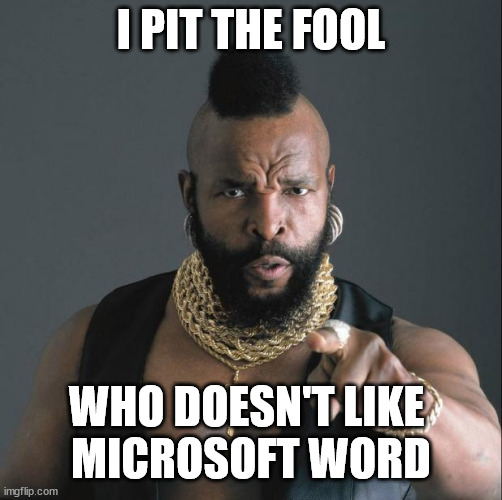 I PIT THE FOOL
WHO DOESN'T LIKE
MICROSOFT WORD
imgflip.com